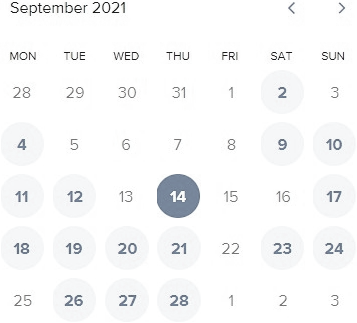 September 2021 < >
MON TUE WED THU FRI SAT SUN
28 29 30 31 1 2 3
4 5 6 7 8 9 10
11 12 13 14 15 16 17
18 19 20 21 22 23 24
25 26 27 28 1 2 3